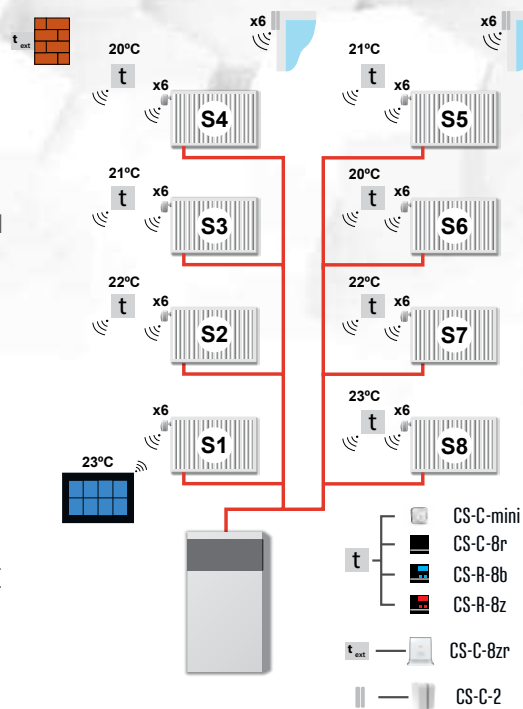 t ext
x6
x6
20ºC
t
x6
S4
21ºC
t
x6
S5
21ºC
t
x6
S3
20ºC
t
x6
S6
22ºC
t
x6
S2
22ºC
t
x6
S7
23ºC
x6
S1
23ºC
t
x6
S8
t
CS-C-mini
CS-C-8r
CS-R-8b
CS-R-8z
t ext
CS-C-8zr
CS-C-2